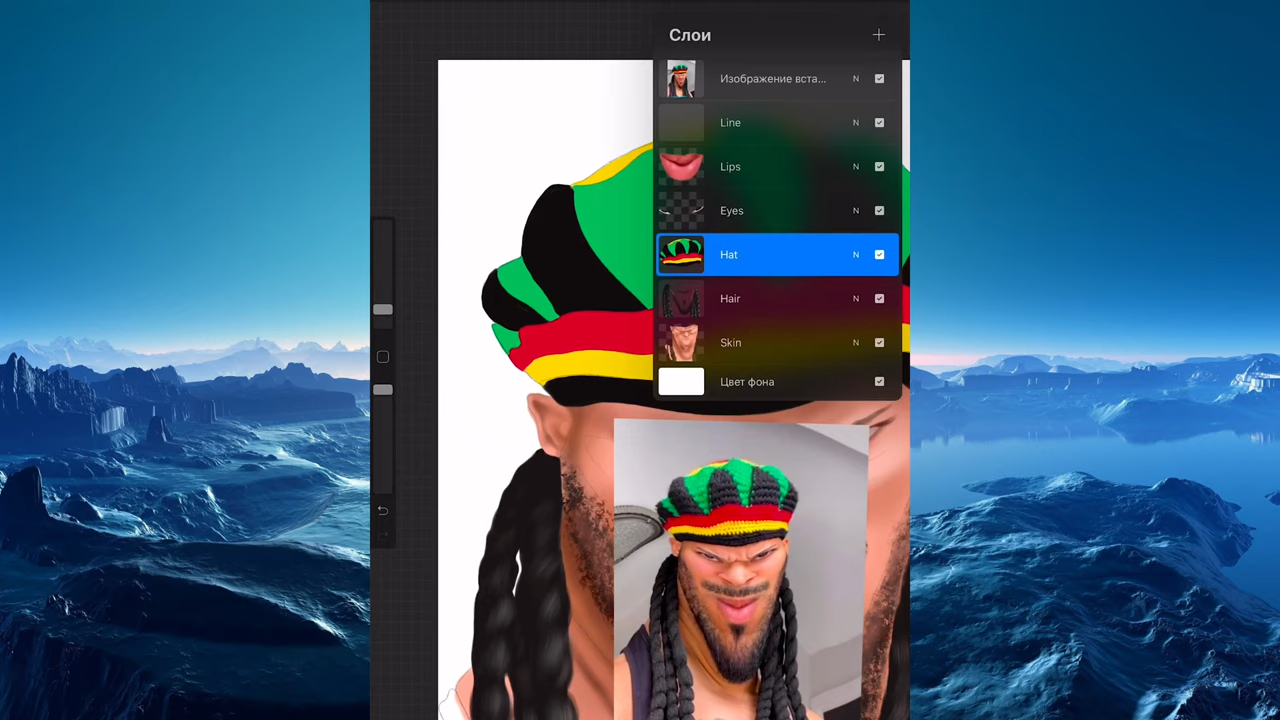 Слои
Изображение вста... N
Line N
Lips N
Eyes N
Hat N
Hair N
Skin N
Цвет фона